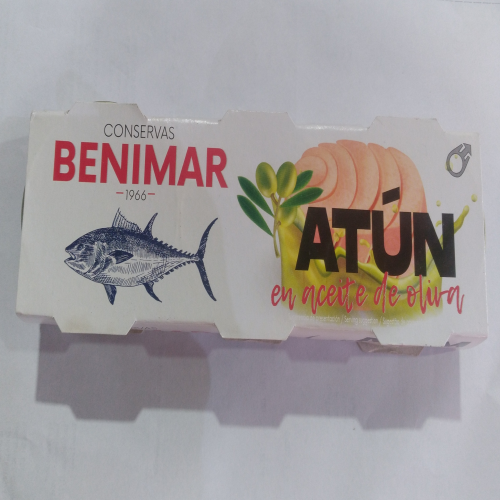 CONSERVAS
BENIMAR
-1966-
ATÚN
en aceite de oliva